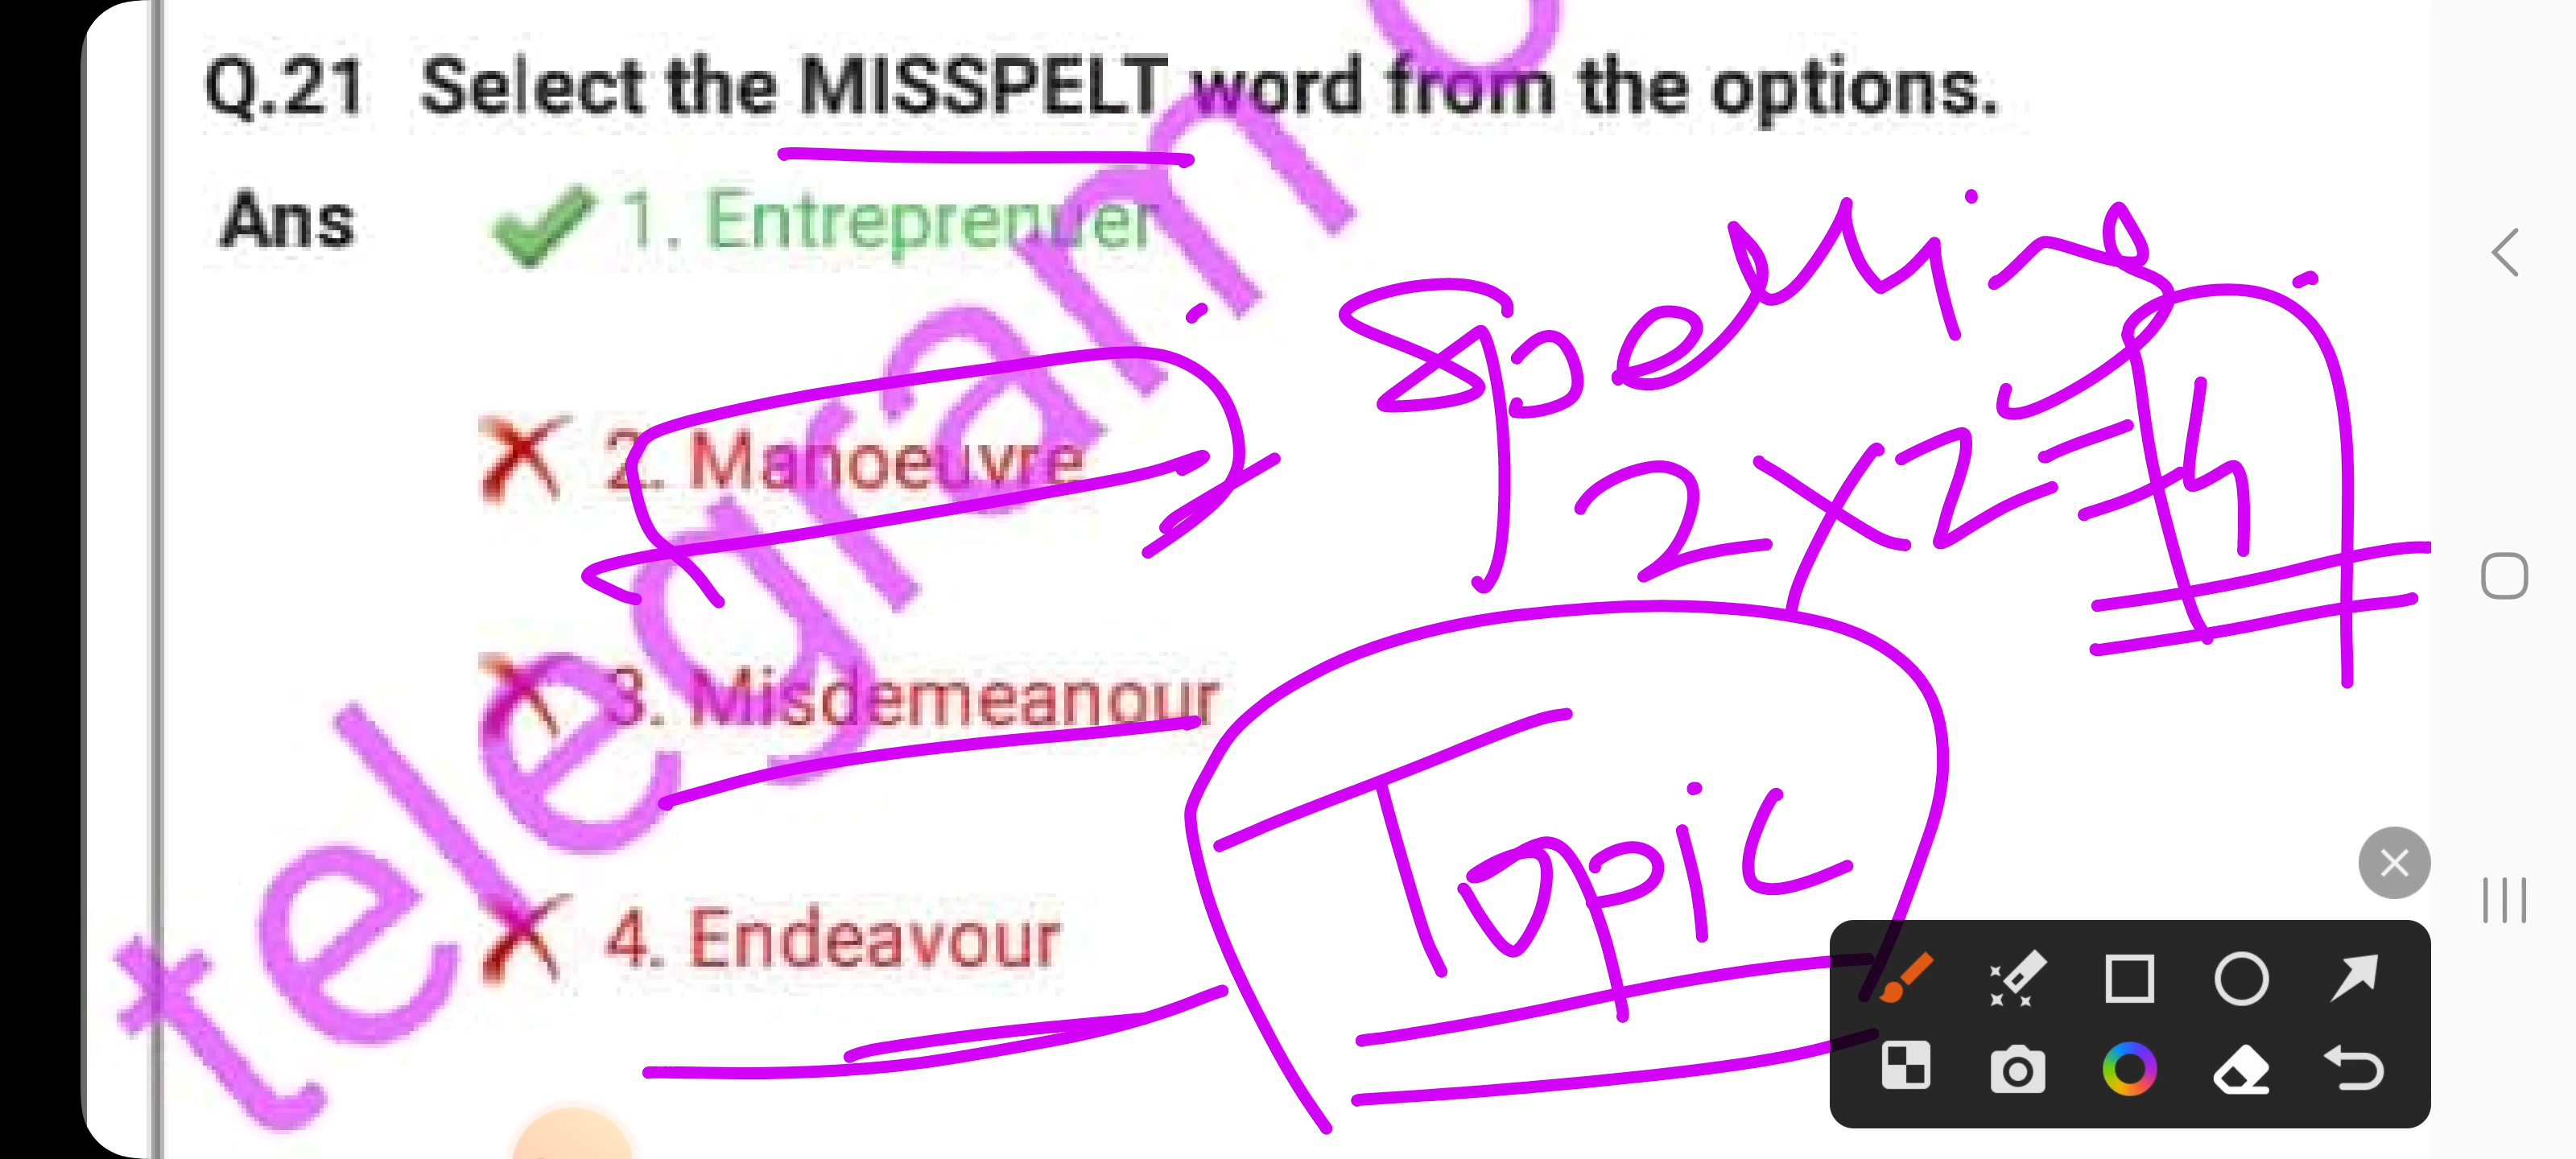 Q.21 Select the MISSPELT word from the options.
Ans 1. Entreprenuer
2. Manoeuvre
3. Misdemeanour
4. Endeavour
Spelling
2x2=4
Topic
telegram